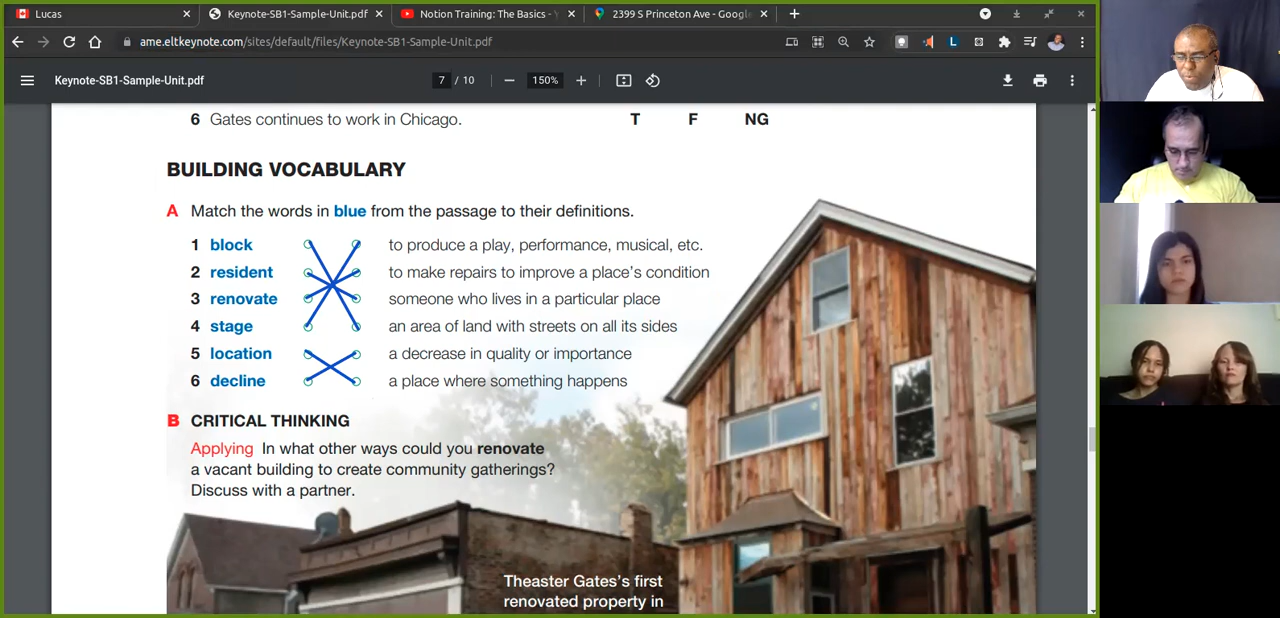 Lucas
Keynote-SB1-Sample-Unit.pdf
Notion Training: The Basics -
2399 S Princeton Ave - Google
ame.eltkeynote.com/sites/default/files/Keynote-SB1-Sample-Unit.pdf
Keynote-SB1-Sample-Unit.pdf
7 / 10
150%
6 Gates continues to work in Chicago. T F NG
BUILDING VOCABULARY
A Match the words in blue from the passage to their definitions.
1 block to produce a play, performance, musical, etc.
2 resident to make repairs to improve a place's condition
3 renovate someone who lives in a particular place
4 stage an area of land with streets on all its sides
5 location a decrease in quality or importance
6 decline a place where something happens
B CRITICAL THINKING
Applying In what other ways could you renovate
a vacant building to create community gatherings?
Discuss with a partner.
Theaster Gates's first
renovated property in